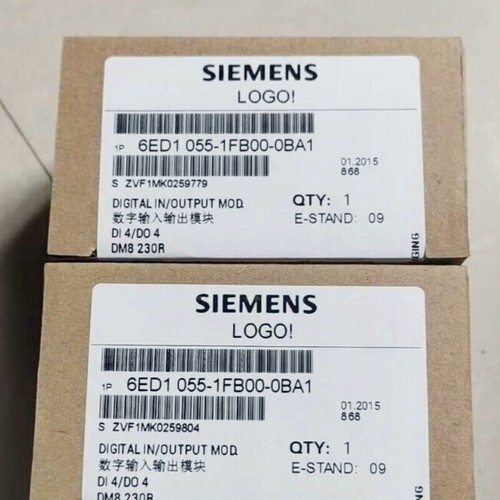 SIEMENS
LOGO!
1P 6ED1 055-1FB00-0BA1
01.2015
868
S ZVF1MK0259779
DIGITAL IN/OUTPUT MOD.
QTY: 1
数字输入输出模块
E-STAND: 09
DI 4/DO 4
DM8 230R
GING
SIEMENS
LOGO!
1P 6ED1 055-1FB00-0BA1
01.2015
868
S ZVF1MK0259804
DIGITAL IN/OUTPUT MOD.
QTY: 1
数字输入输出模块
E-STAND: 09
DI 4/DO 4
DM8 230R